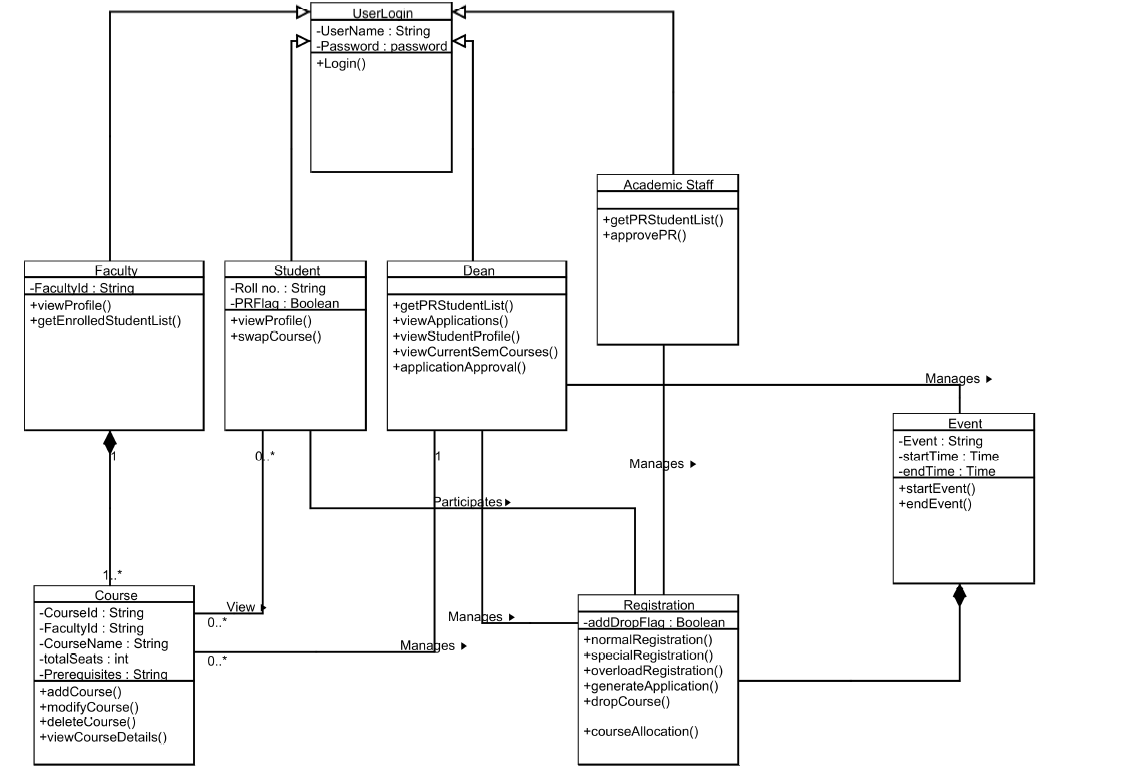 UserLogin
-UserName : String
-Password : password
+Login()
Academic Staff
+getPRStudentList()
+approvePR()
Faculty
-FacultyId : String
+viewProfile()
+getEnrolledStudentList()
Student
-Roll no. : String
-PRFlag : Boolean
+viewProfile()
+swapCourse()
Dean
+getPRStudentList()
+viewApplications()
+viewStudentProfile()
+viewCurrentSemCourses()
+applicationApproval()
Manages
Event
-Event : String
-startTime : Time
-endTime : Time
+startEvent()
+endEvent()
1
0..*
1
Manages
Participates
1..*
Course
-CourseId : String
-FacultyId : String
-CourseName : String
-totalSeats : int
-Prerequisites : String
+addCourse()
+modifyCourse()
+deleteCourse()
+viewCourseDetails()
View
0..*
Manages
Manages
0..*
Registration
-addDropFlag : Boolean
+normalRegistration()
+specialRegistration()
+overloadRegistration()
+generateApplication()
+dropCourse()
+courseAllocation()